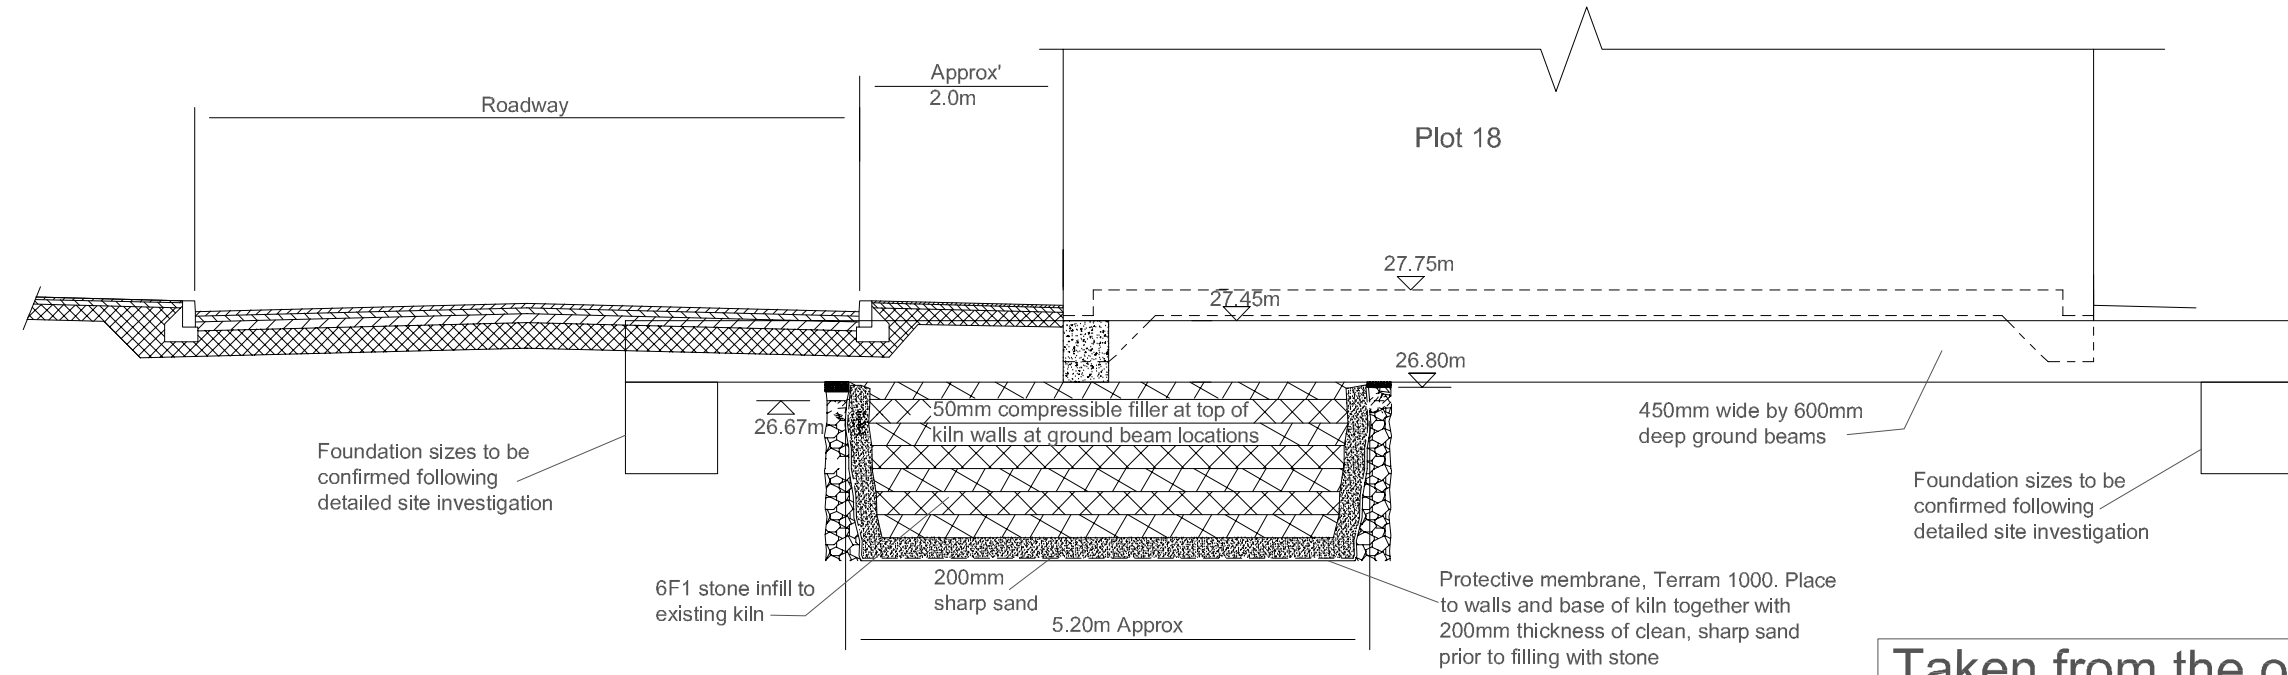 Approx'
2.0m
Roadway
Plot 18
27.75m
27.45m
26.80m
50mm compressible filler at top of
kiln walls at ground beam locations
26.67m
450mm wide by 600mm
deep ground beams
Foundation sizes to be
confirmed following
detailed site investigation
Foundation sizes to be
confirmed following
detailed site investigation
6F1 stone infill to
existing kiln
200mm
sharp sand
Protective membrane, Terram 1000. Place
to walls and base of kiln together with
200mm thickness of clean, sharp sand
prior to filling with stone
5.20m Approx
Taken from the o